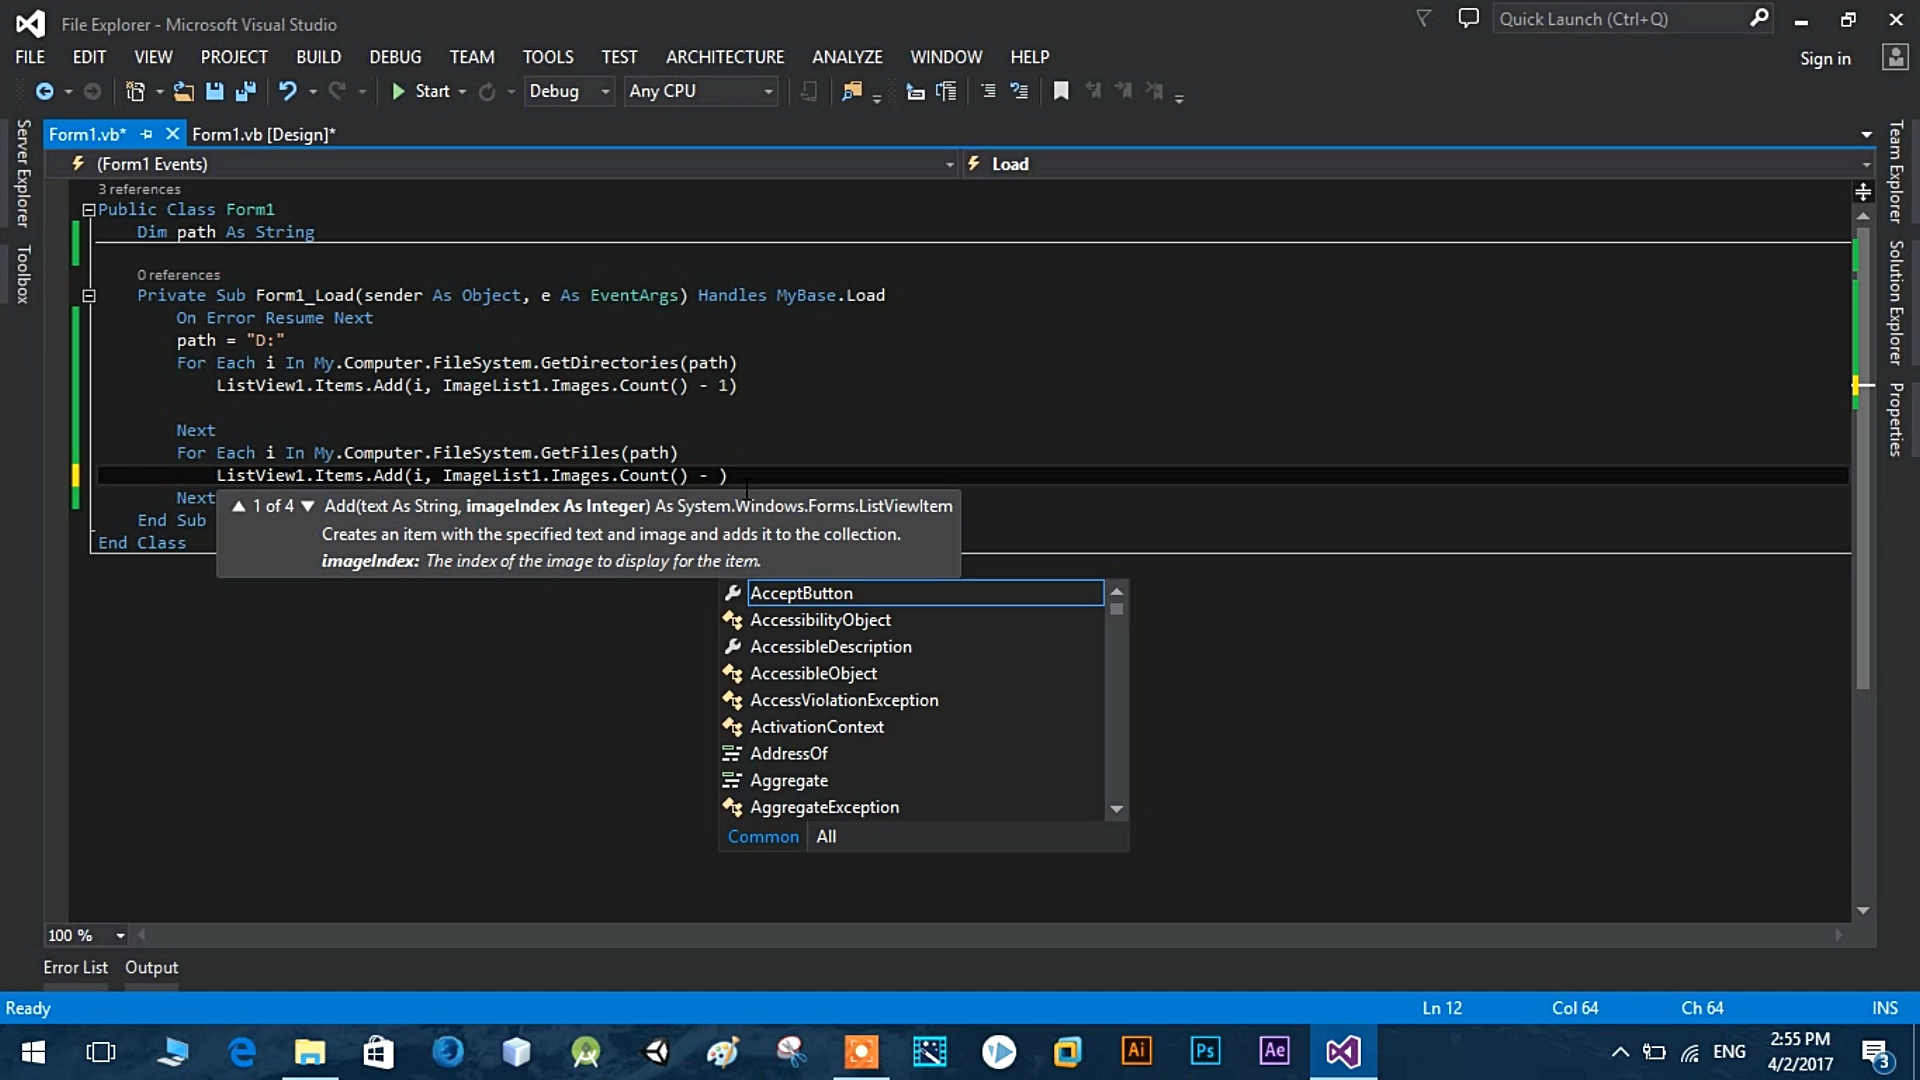 File Explorer - Microsoft Visual Studio
Quick Launch (Ctrl+Q)
FILE EDIT VIEW PROJECT BUILD DEBUG TEAM TOOLS TEST ARCHITECTURE ANALYZE WINDOW HELP
Sign in
Start Debug Any CPU
Form1.vb* Form1.vb [Design]*
(Form1 Events) Load
Server Explorer
Toolbox
Team Explorer
Solution Explorer
Properties
3 references
Public Class Form1
Dim path As String
0 references
Private Sub Form1_Load(sender As Object, e As EventArgs) Handles MyBase.Load
On Error Resume Next
path = "D:"
For Each i In My.Computer.FileSystem.GetDirectories(path)
ListView1.Items.Add(i, ImageList1.Images.Count() - 1)
Next
For Each i In My.Computer.FileSystem.GetFiles(path)
ListView1.Items.Add(i, ImageList1.Images.Count() - )
Next
End Sub
End Class
1 of 4 Add(text As String, imageIndex As Integer) As System.Windows.Forms.ListViewItem
Creates an item with the specified text and image and adds it to the collection.
imageIndex: The index of the image to display for the item.
AcceptButton
AccessibilityObject
AccessibleDescription
AccessibleObject
AccessViolationException
ActivationContext
AddressOf
Aggregate
AggregateException
Common All
100 %
Error List Output
Ready Ln 12 Col 64 Ch 64 INS
Ai Ps Ae
ENG
2:55 PM
4/2/2017
3